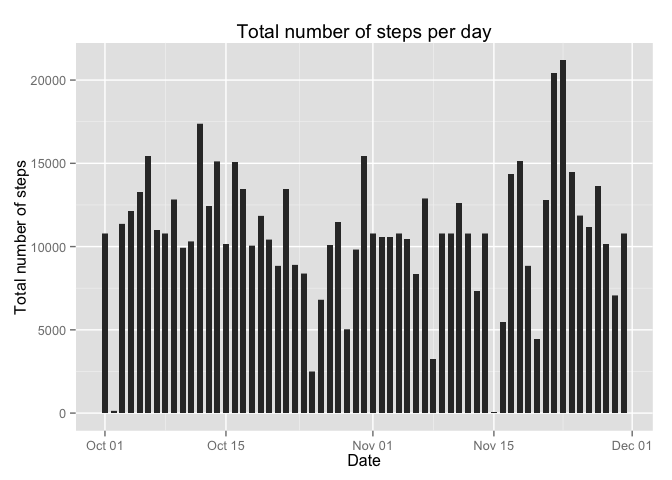 Total number of steps per day
Total number of steps
20000
15000
10000
5000
0
Oct 01 Oct 15 Nov 01 Nov 15 Dec 01
Date